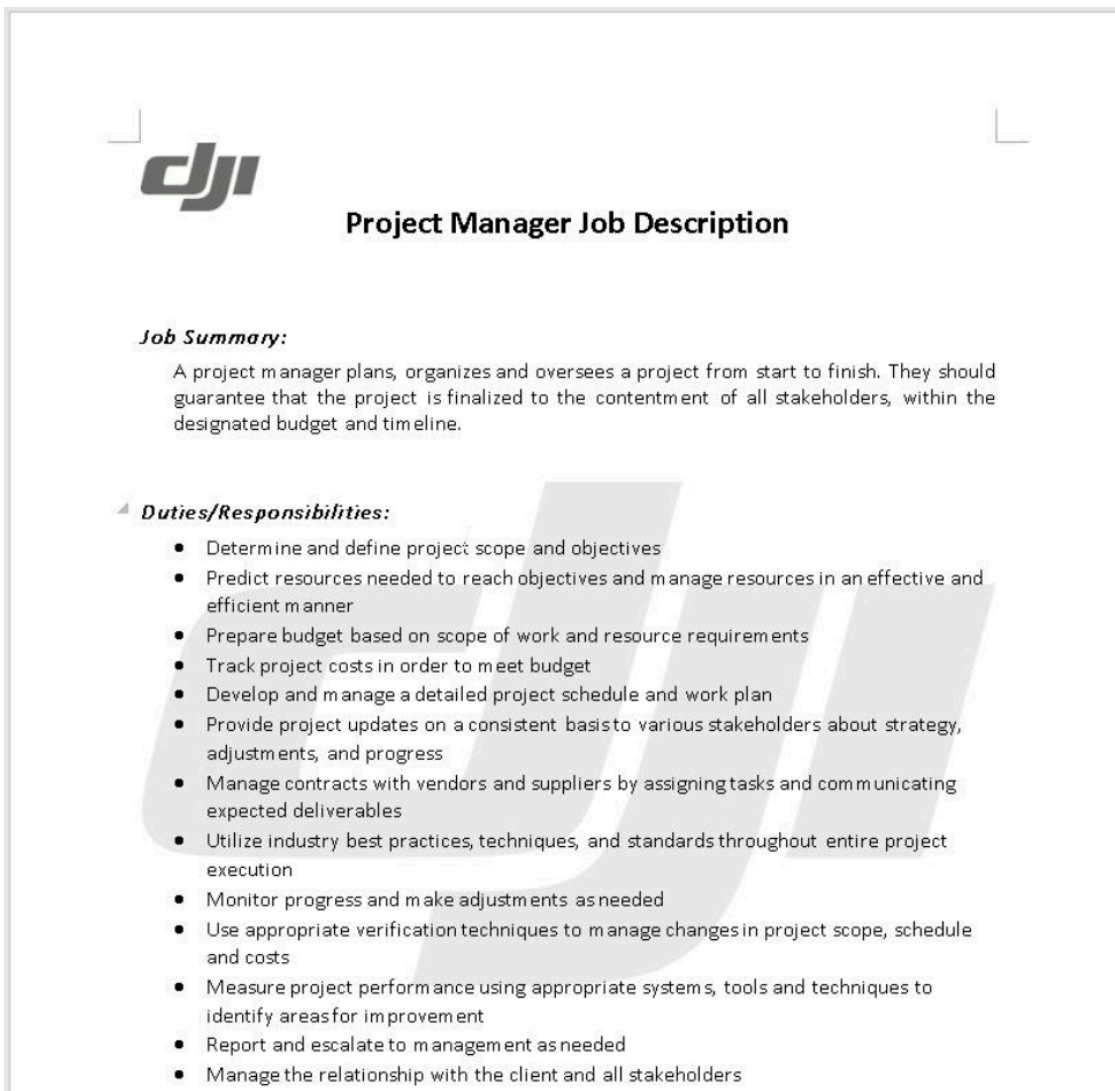 dji
Project Manager Job Description
Job Summary:
A project manager plans, organizes and oversees a project from start to finish. They should
guarantee that the project is finalized to the contentment of all stakeholders, within the
designated budget and timeline.
Duties/Responsibilities:
dji
• Determine and define project scope and objectives
• Predict resources needed to reach objectives and manage resources in an effective and
efficient manner
• Prepare budget based on scope of work and resource requirements
• Track project costs in order to meet budget
• Develop and manage a detailed project schedule and work plan
• Provide project updates on a consistent basis to various stakeholders about strategy,
adjustments, and progress
• Manage contracts with vendors and suppliers by assigning tasks and communicating
expected deliverables
• Utilize industry best practices, techniques, and standards throughout entire project
execution
• Monitor progress and make adjustments as needed
• Use appropriate verification techniques to manage changes in project scope, schedule
and costs
• Measure project performance using appropriate systems, tools and techniques to
identify areas for improvement
• Report and escalate to management as needed
• Manage the relationship with the client and all stakeholders